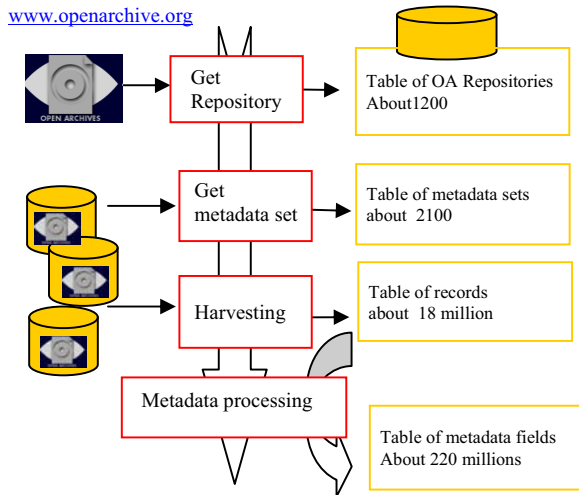 www.openarchive.org
OPEN ARCHIVES
Get
Repository
Table of OA Repositories
About1200
Get
metadata set
Table of metadata sets
about 2100
Harvesting
Table of records
about 18 million
Metadata processing
Table of metadata fields
About 220 millions